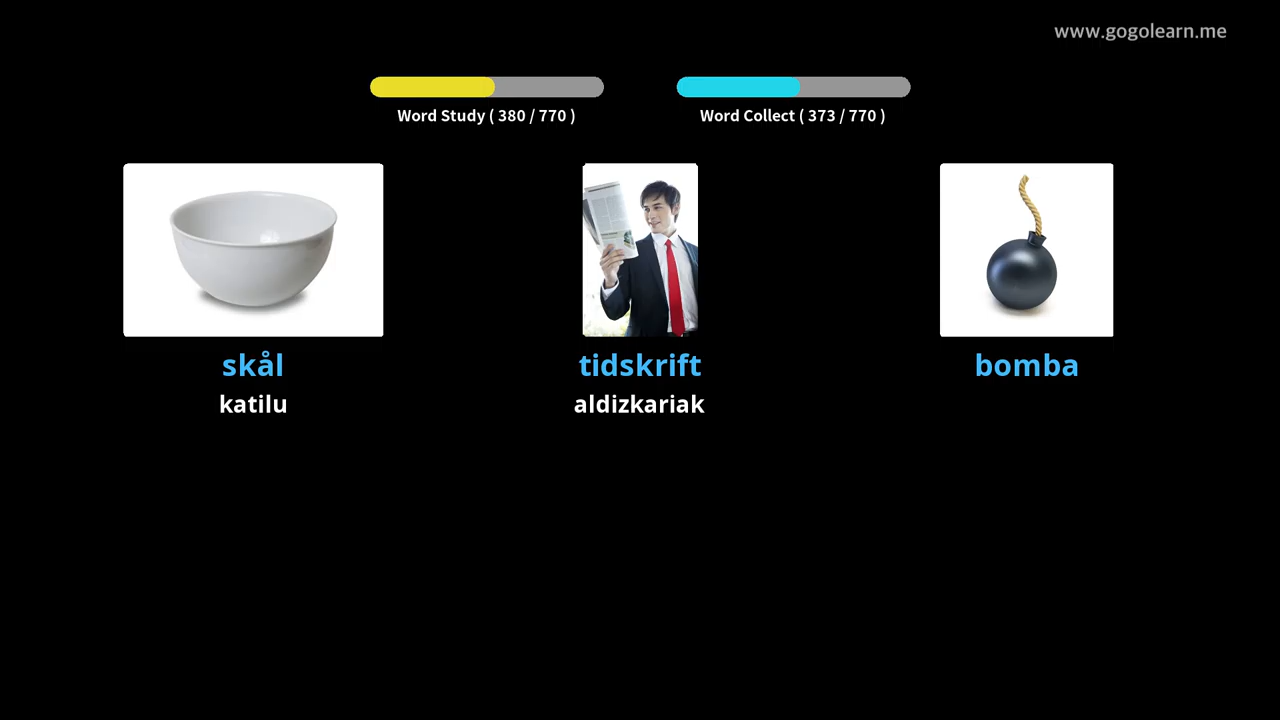 www.gogolearn.me
Word Study ( 380 / 770 )
Word Collect ( 373 / 770 )
skål
tidskrift
bomba
katilu
aldizkariak